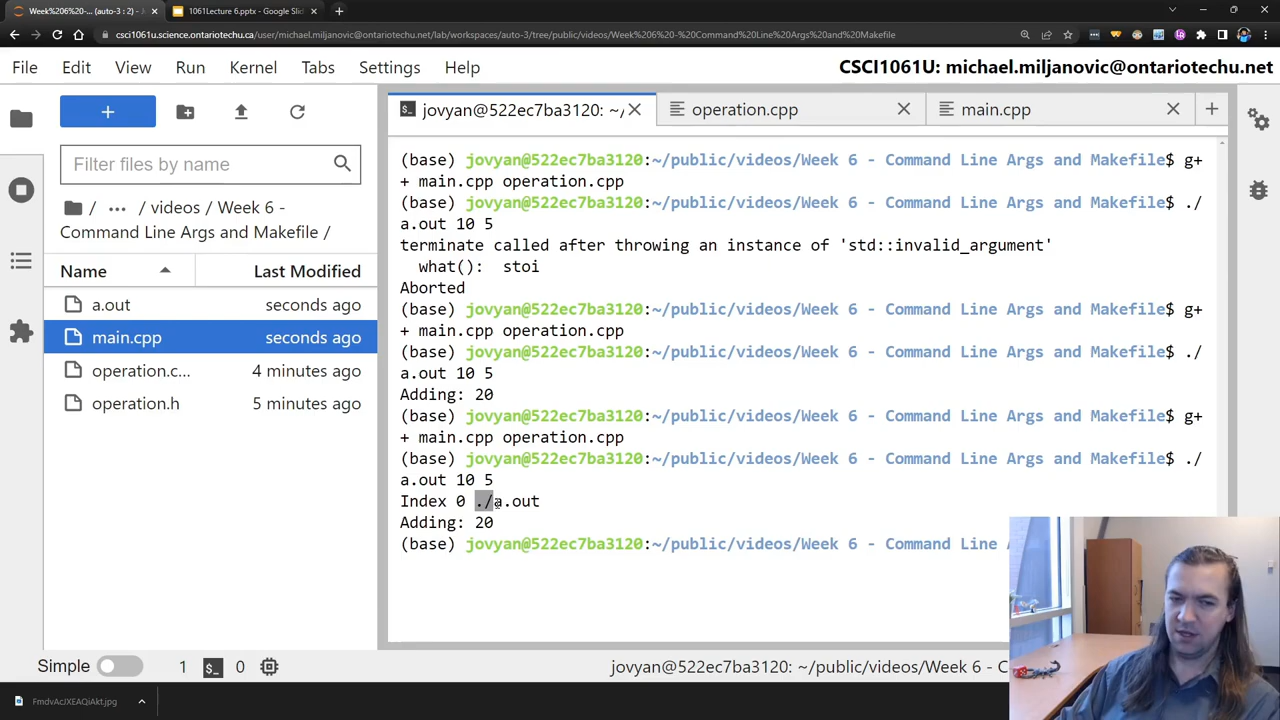 Week%206%20-... (auto-3 : 2) - J
1061Lecture 6.pptx - Google Slid
csci1061u.science.ontariotechu.ca/user/michael.miljanovic@ontariotechu.net/lab/workspaces/auto-3/tree/public/videos/Week%206%20-%20Command%20Line%20Args%20and%20Makefile
File Edit View Run Kernel Tabs Settings Help CSCI1061U: michael.miljanovic@ontariotechu.net
Filter files by name
/ ... / videos / Week 6 -
Command Line Args and Makefile /
Name Last Modified
a.out seconds ago
main.cpp seconds ago
operation.c... 4 minutes ago
operation.h 5 minutes ago
jovyan@522ec7ba3120: ~/ operation.cpp main.cpp
(base) jovyan@522ec7ba3120:~/public/videos/Week 6 - Command Line Args and Makefile$ g+
+ main.cpp operation.cpp
(base) jovyan@522ec7ba3120:~/public/videos/Week 6 - Command Line Args and Makefile$ ./
a.out 10 5
terminate called after throwing an instance of 'std::invalid_argument'
what(): stoi
Aborted
(base) jovyan@522ec7ba3120:~/public/videos/Week 6 - Command Line Args and Makefile$ g+
+ main.cpp operation.cpp
(base) jovyan@522ec7ba3120:~/public/videos/Week 6 - Command Line Args and Makefile$ ./
a.out 10 5
Adding: 20
(base) jovyan@522ec7ba3120:~/public/videos/Week 6 - Command Line Args and Makefile$ g+
+ main.cpp operation.cpp
(base) jovyan@522ec7ba3120:~/public/videos/Week 6 - Command Line Args and Makefile$ ./
a.out 10 5
Index 0 ./a.out
Adding: 20
(base) jovyan@522ec7ba3120:~/public/videos/Week 6 - Command Line
Simple 1 $_ 0 jovyan@522ec7ba3120: ~/public/videos/Week 6 - C
FmdvAcJXEAQiAkt.jpg